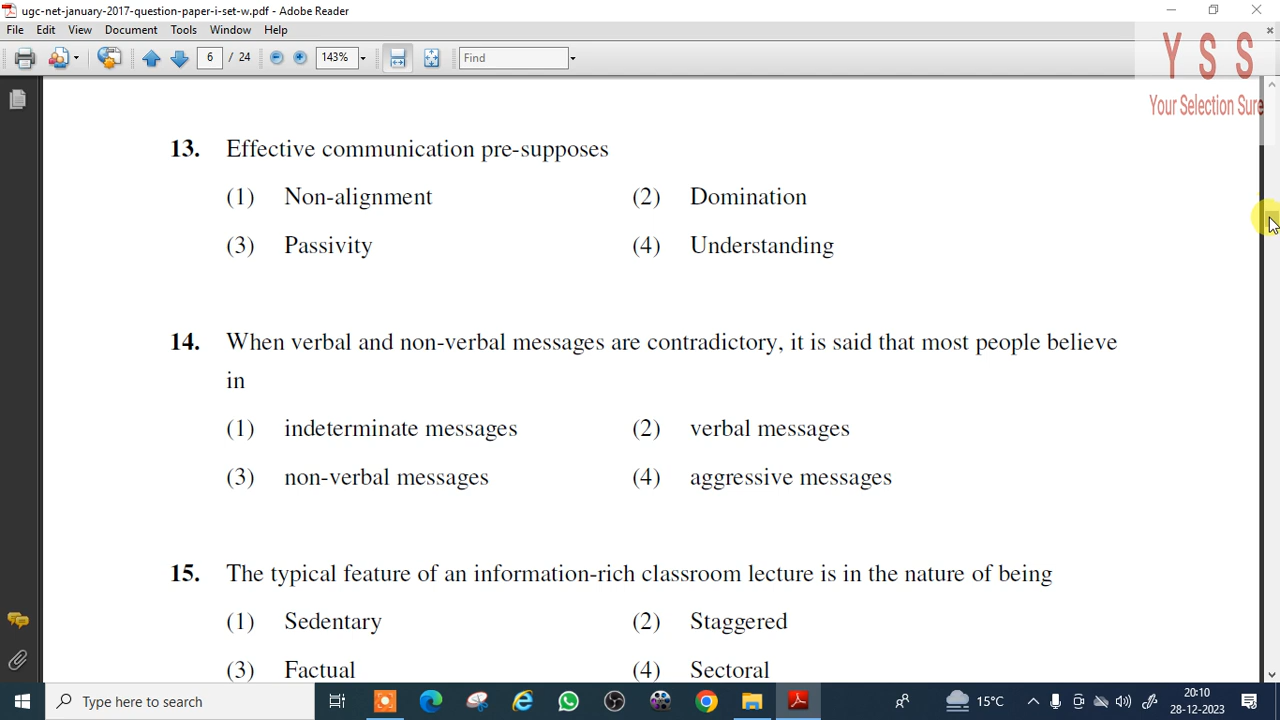 ugc-net-january-2017-question-paper-i-set-w.pdf - Adobe Reader
File Edit View Document Tools Window Help
6 / 24 143% Find
Y S S
Your Selection Sure
13. Effective communication pre-supposes
(1) Non-alignment (2) Domination
(3) Passivity (4) Understanding
14. When verbal and non-verbal messages are contradictory, it is said that most people believe
in
(1) indeterminate messages (2) verbal messages
(3) non-verbal messages (4) aggressive messages
15. The typical feature of an information-rich classroom lecture is in the nature of being
(1) Sedentary (2) Staggered
(3) Factual (4) Sectoral
Type here to search 15°C 20:10
28-12-2023